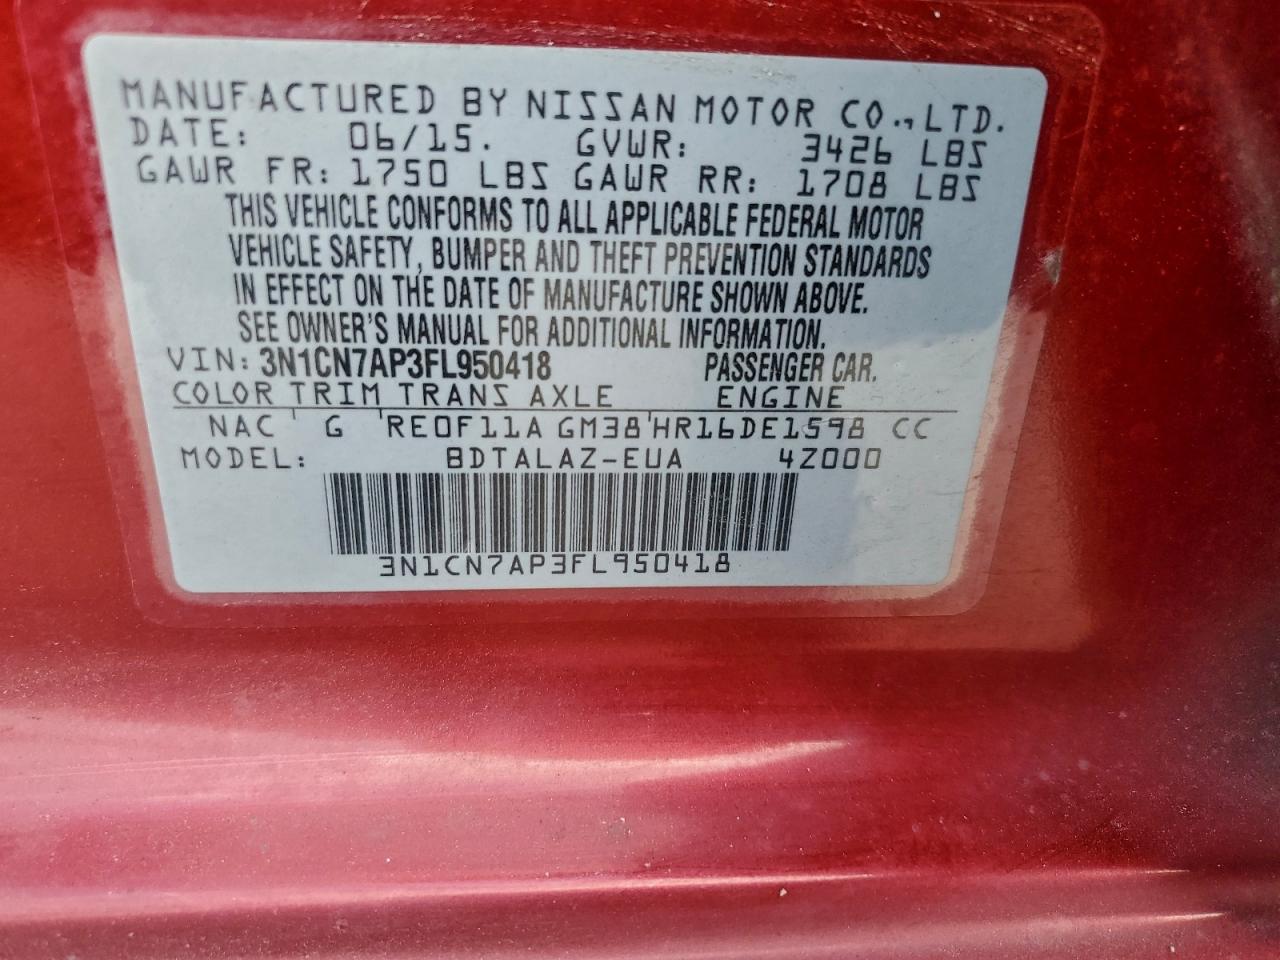 MANUFACTURED BY NISSAN MOTOR CO., LTD.
DATE: 06/15. GVWR: 3426 LBS
GAWR FR: 1750 LBS GAWR RR: 1708 LBS
THIS VEHICLE CONFORMS TO ALL APPLICABLE FEDERAL MOTOR
VEHICLE SAFETY, BUMPER AND THEFT PREVENTION STANDARDS
IN EFFECT ON THE DATE OF MANUFACTURE SHOWN ABOVE.
SEE OWNER'S MANUAL FOR ADDITIONAL INFORMATION.
VIN: 3N1CN7AP3FL950418 PASSENGER CAR.
COLOR TRIM TRANS AXLE ENGINE
NAC G RE0F11A GM38 HR16DE1598 CC
MODEL: BDTALAZ-EUA 4Z000
3N1CN7AP3FL950418